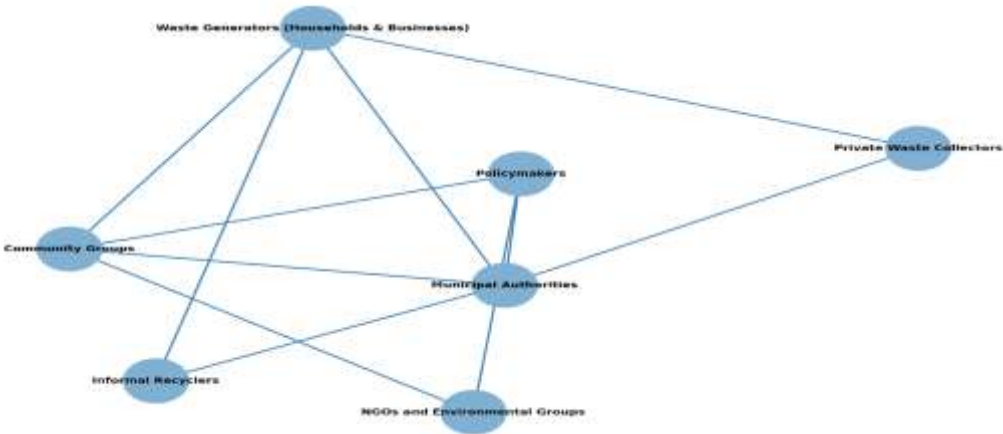 Waste Generators (Households & Businesses)
Private Waste Collectors
Policymakers
Community Groups
Municipal Authorities
Informal Recyclers
NGOs and Environmental Groups